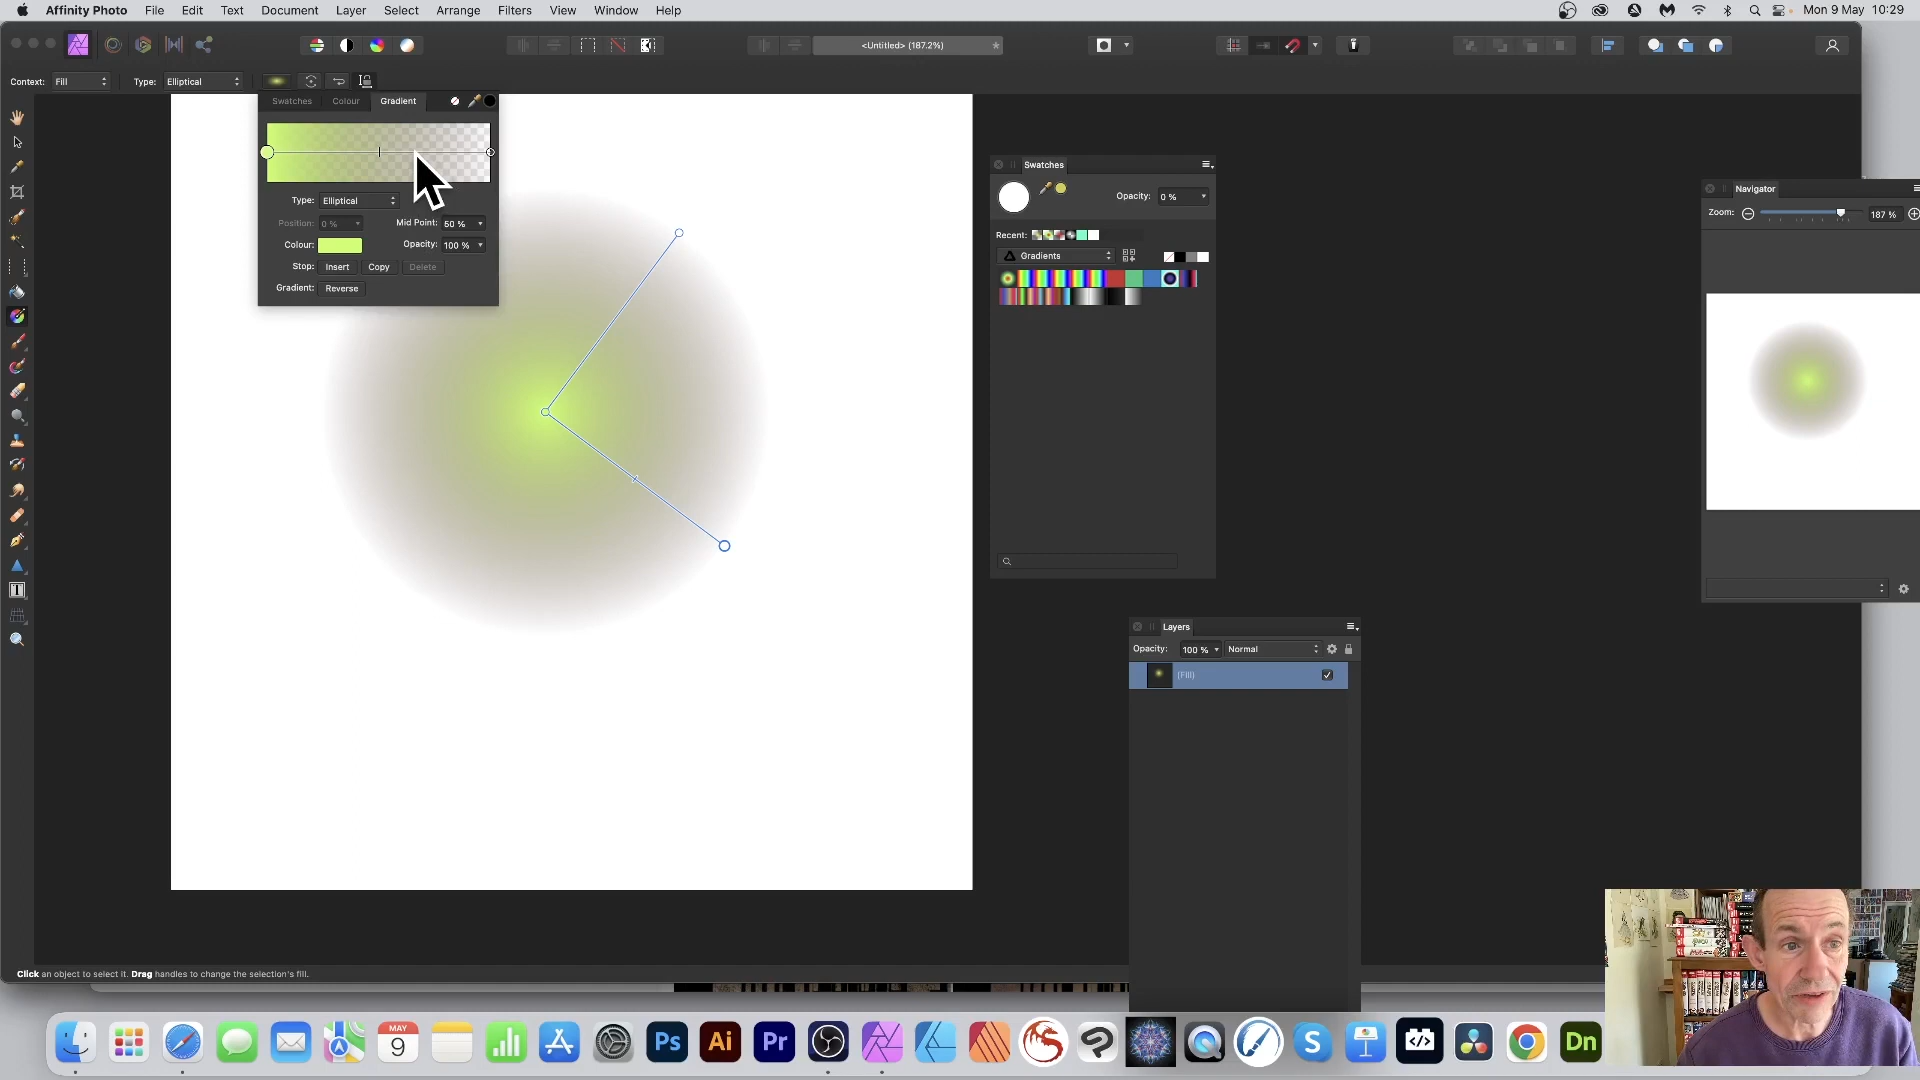 Affinity Photo File Edit Text Document Layer Select Arrange Filters View Window Help Mon 9 May 10:29
<Untitled> (187.2%)
Context: Fill Type: Elliptical
Swatches Colour Gradient
Type: Elliptical
Position: 0 % Mid Point: 50 %
Colour: Opacity: 100 %
Stop: Insert Copy Delete
Gradient: Reverse
Swatches
Opacity: 0 %
Recent:
Gradients
Navigator
Zoom: 187 %
Layers
Opacity: 100 % Normal
(Fill)
Click an object to select it. Drag handles to change the selection's fill.
MAY
9
Ps Ai Pr S Dn